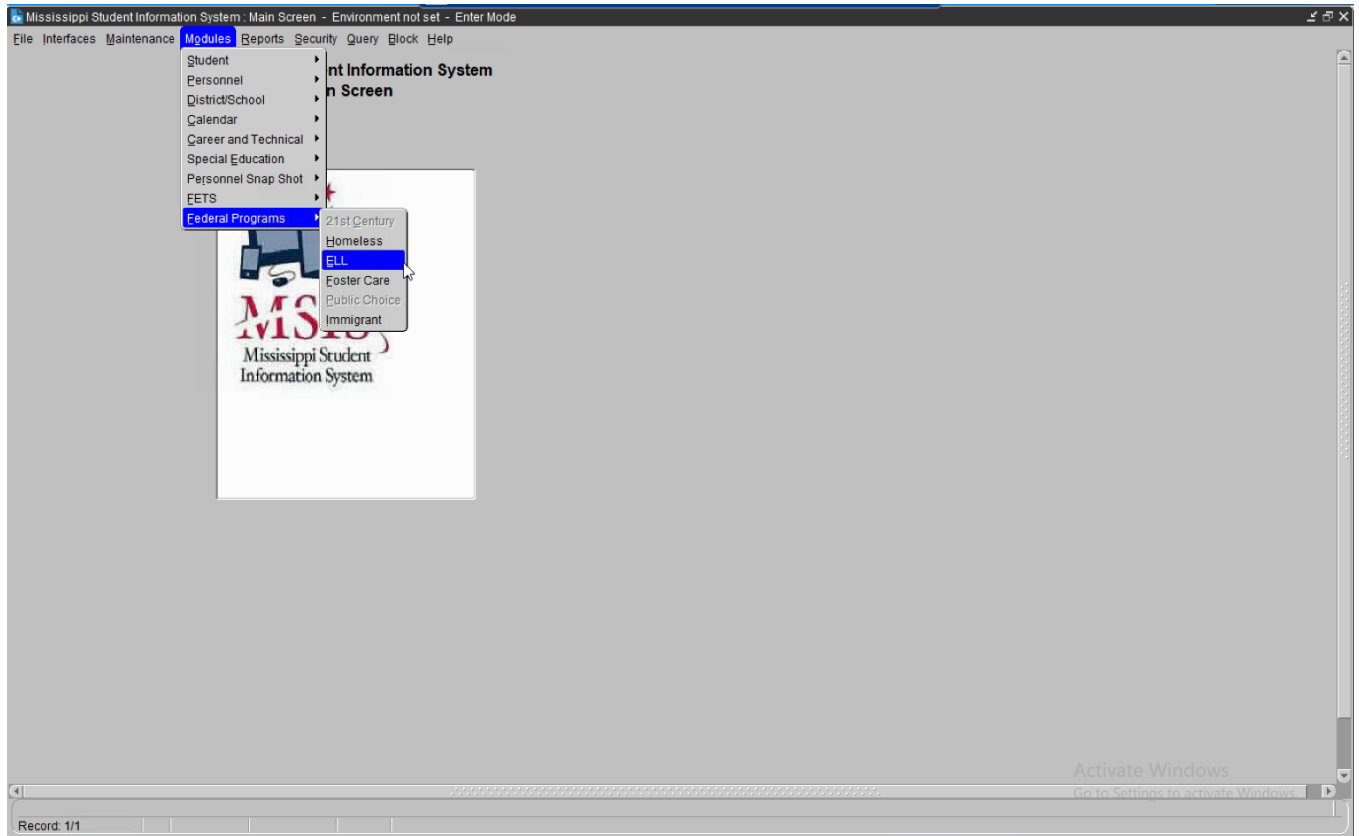 Mississippi Student Information System : Main Screen - Environment not set - Enter Mode
File Interfaces Maintenance Modules Reports Security Query Block Help
nt Information System
n Screen
Student
Personnel
District/School
Calendar
Career and Technical
Special Education
Personnel Snap Shot
FETS
Federal Programs
21st Century
Homeless
ELL
Foster Care
Public Choice
Immigrant
Mississippi Student
Information System
Activate Windows
Go to Settings to activate Windows.
Record: 1/1